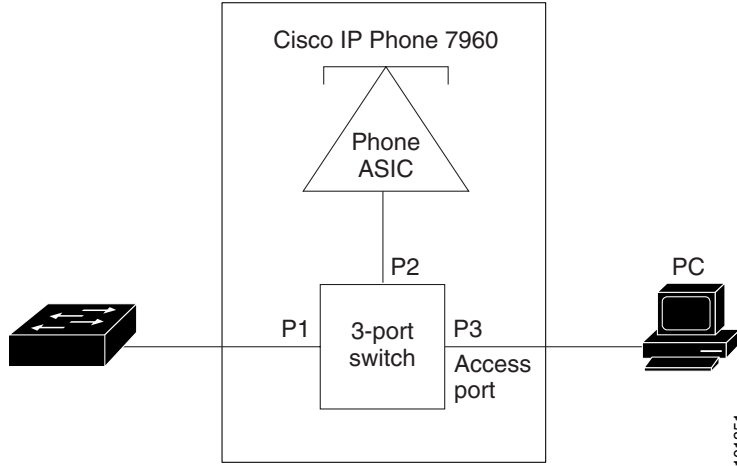 Cisco IP Phone 7960
Phone
ASIC
P2
PC
P1
3-port
switch
P3
Access
port